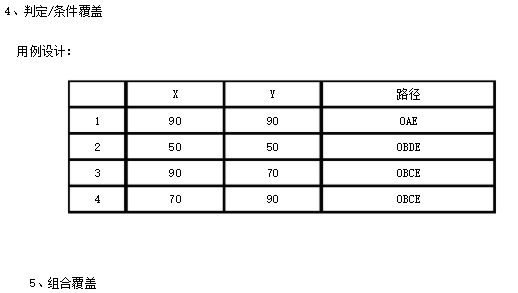 4、判定/条件覆盖
用例设计:
X Y 路径
1 90 90 OAE
2 50 50 OBDE
3 90 70 OBCE
4 70 90 OBCE
5、组合覆盖